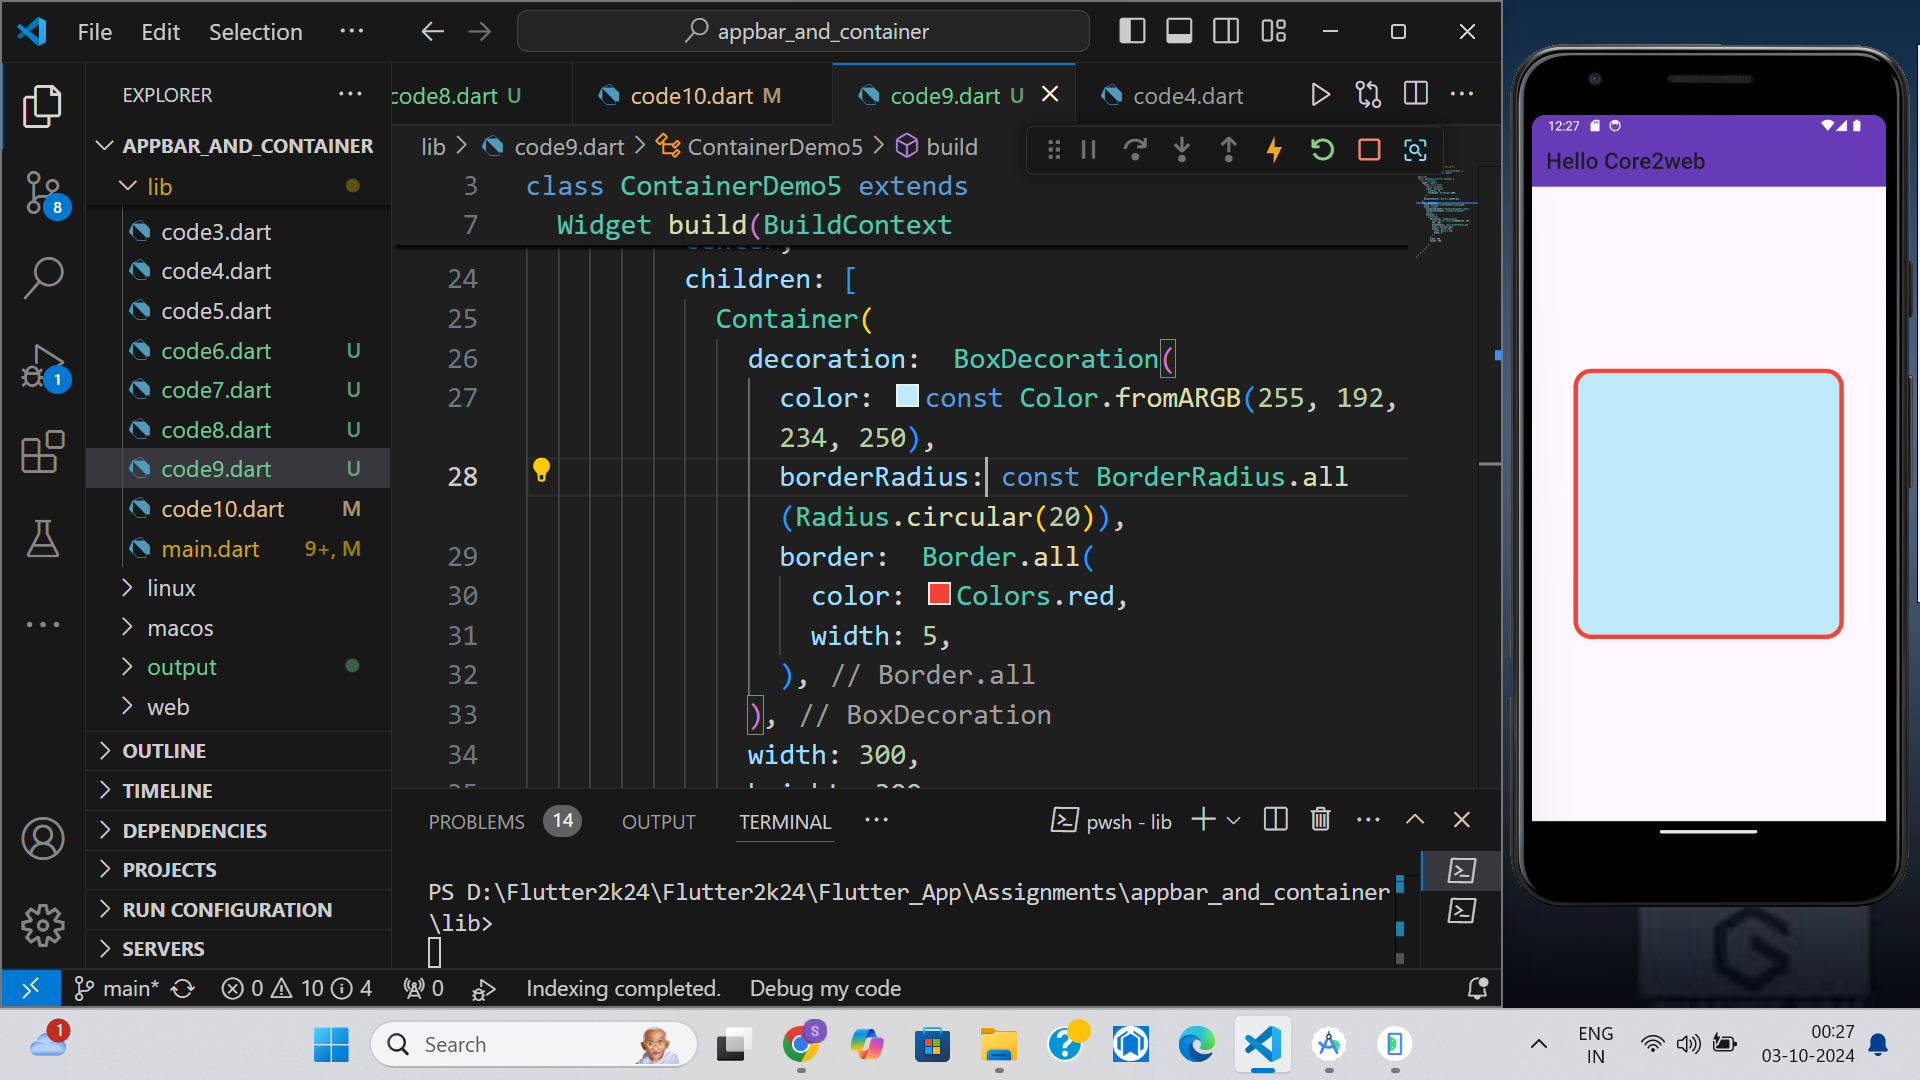 File Edit Selection ··· appbar_and_container
EXPLORER ···
code8.dart U code10.dart M code9.dart U code4.dart ···
APPBAR_AND_CONTAINER
lib > code9.dart > ContainerDemo5 > build
lib
code3.dart
code4.dart
code5.dart
code6.dart U
code7.dart U
code8.dart U
code9.dart U
code10.dart M
main.dart 9+, M
linux
macos
output
web
OUTLINE
TIMELINE
DEPENDENCIES
PROJECTS
RUN CONFIGURATION
SERVERS
8
1
3 class ContainerDemo5 extends
7 Widget build(BuildContext
24 children: [
25 Container(
26 decoration:  BoxDecoration(
27 color: const Color.fromARGB(255, 192,
234, 250),
28 borderRadius: const BorderRadius.all
(Radius.circular(20)),
29 border:  Border.all(
30 color: Colors.red,
31 width: 5,
32 ), // Border.all
33 ), // BoxDecoration
34 width: 300,
PROBLEMS 14 OUTPUT TERMINAL ··· pwsh - lib
PS D:\Flutter2k24\Flutter2k24\Flutter_App\Assignments\appbar_and_container
\lib>
main* 0 10 4 0 Indexing completed. Debug my code
12:27
Hello Core2web
1
Search
S
ENG
IN
00:27
03-10-2024